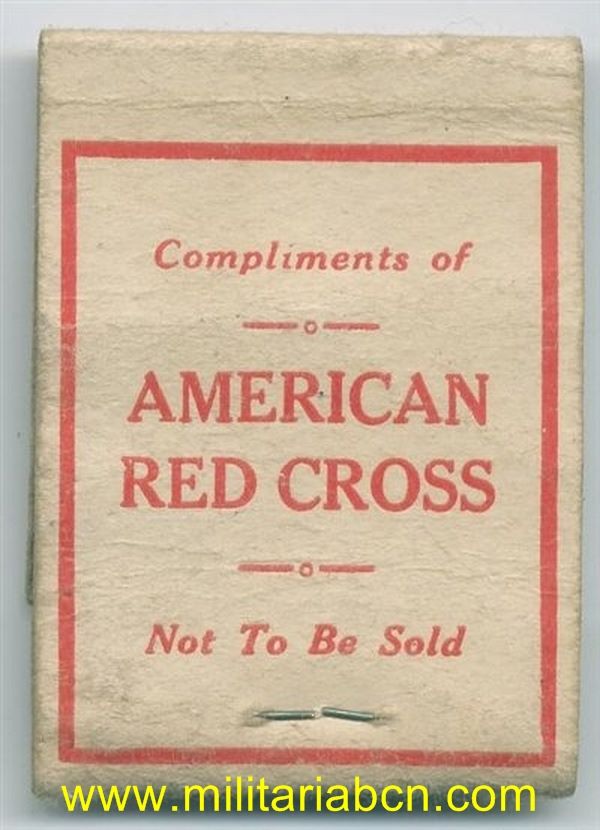 Compliments of
AMERICAN
RED CROSS
Not To Be Sold
www.militariabcn.com